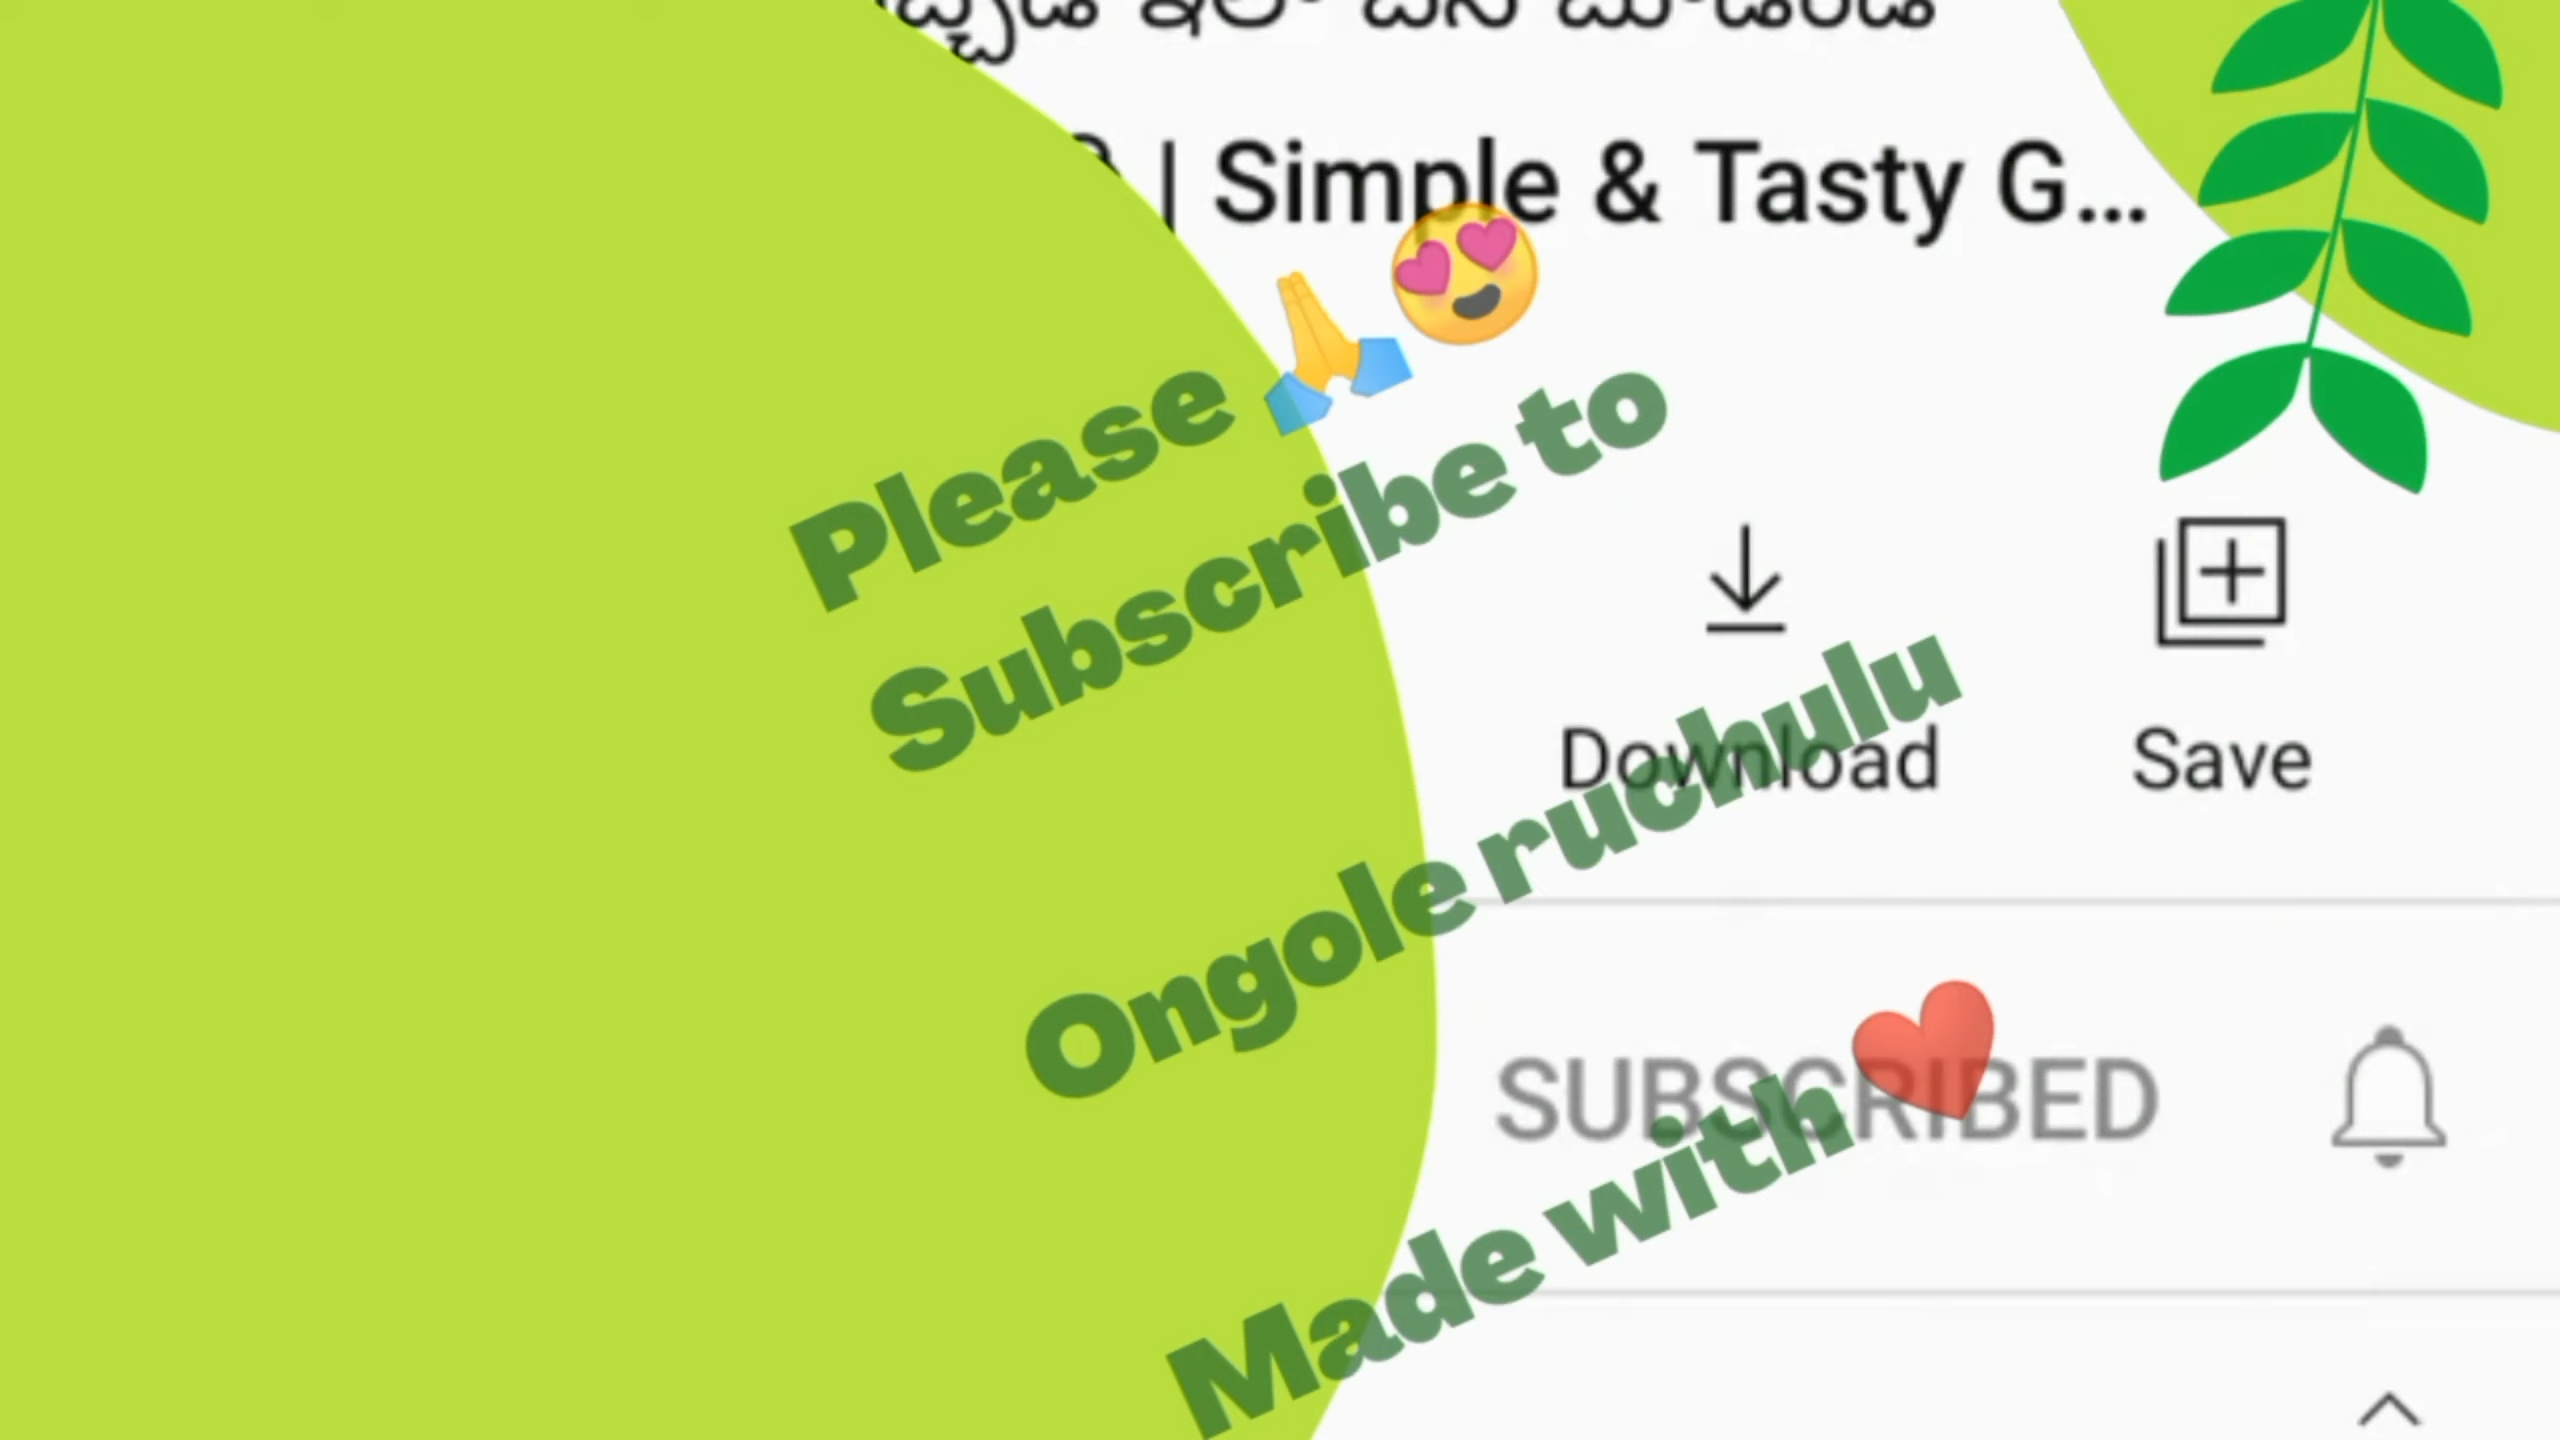 | Simple & Tasty G...
Please 🙏😍
Subscribe to
Ongole ruchulu
Made with ❤️
Download
Save
SUBSCRIBED